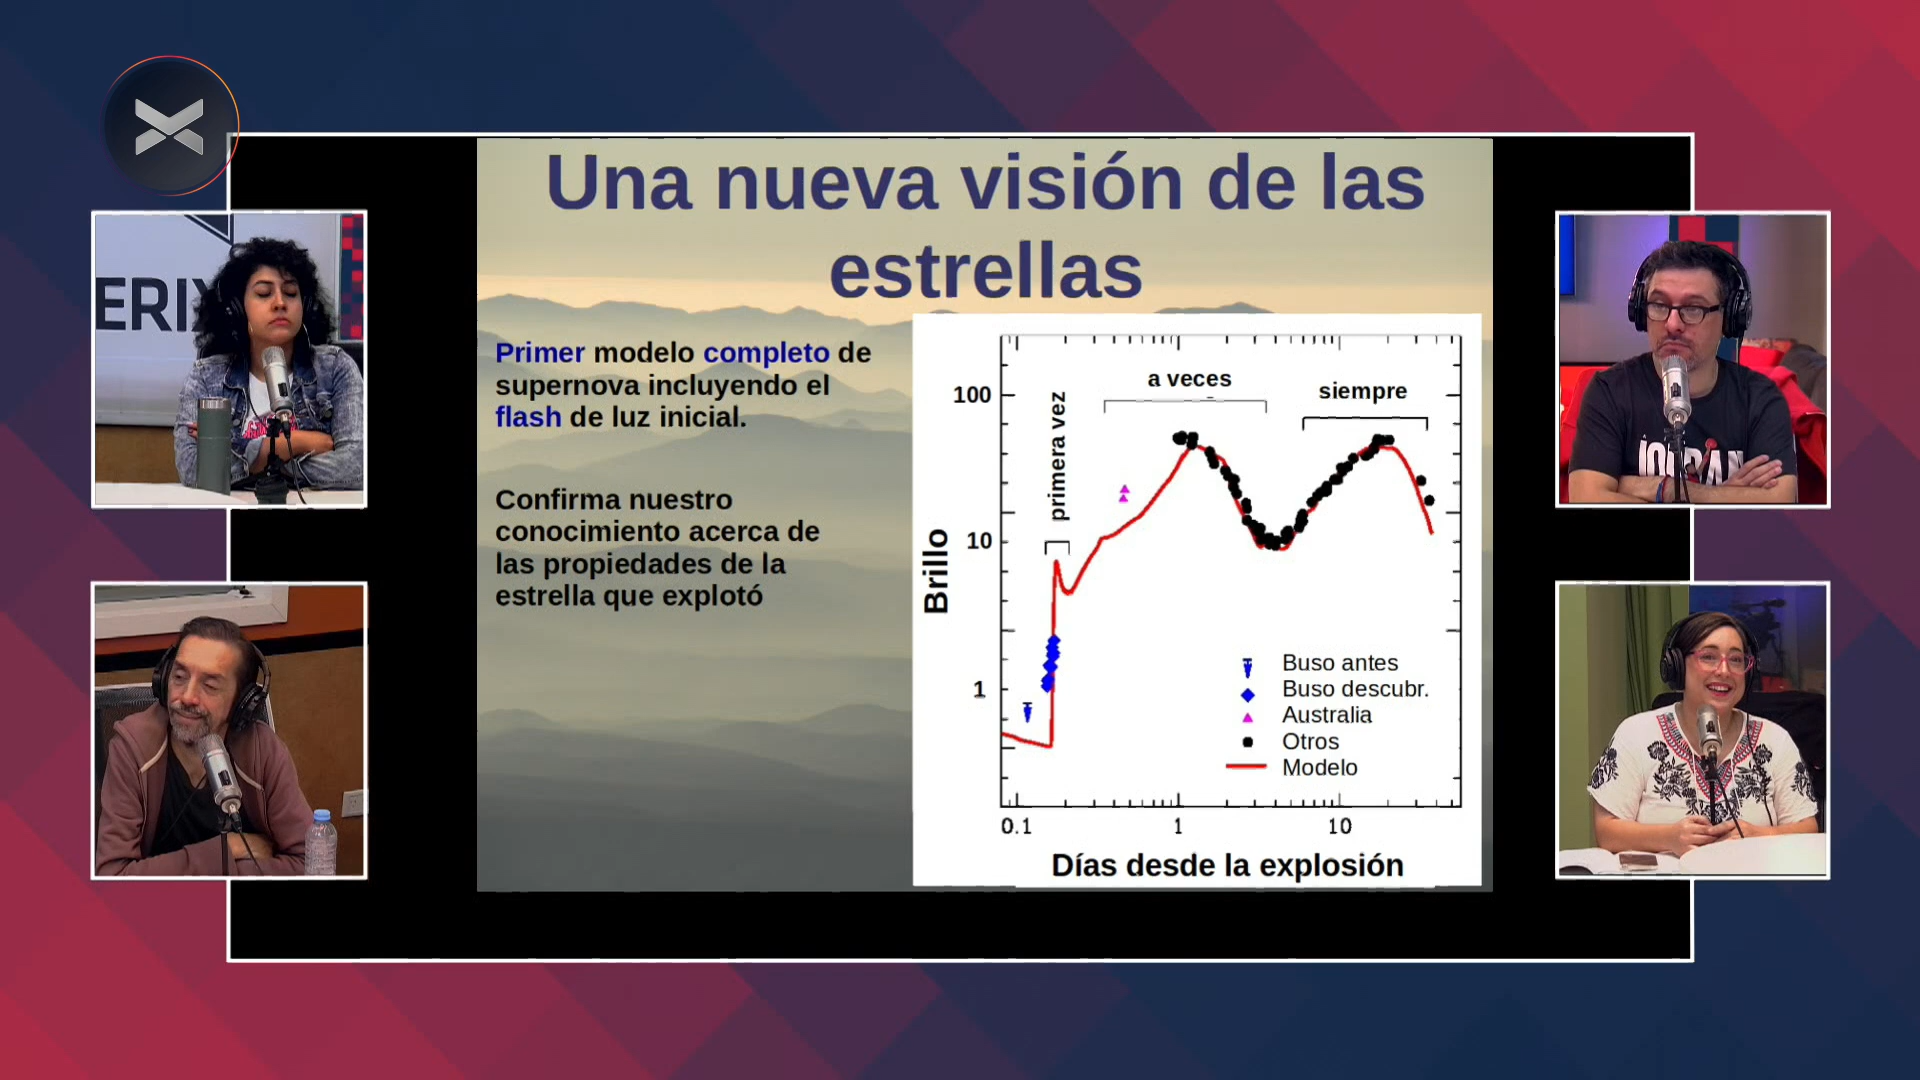 Una nueva visión de las
estrellas
Primer modelo completo de
supernova incluyendo el
flash de luz inicial.
Confirma nuestro
conocimiento acerca de
las propiedades de la
estrella que explotó
Brillo
100
10
1
primera vez
a veces
siempre
Buso antes
Buso descubr.
Australia
Otros
Modelo
0.1
1
10
Días desde la explosión
ERIX